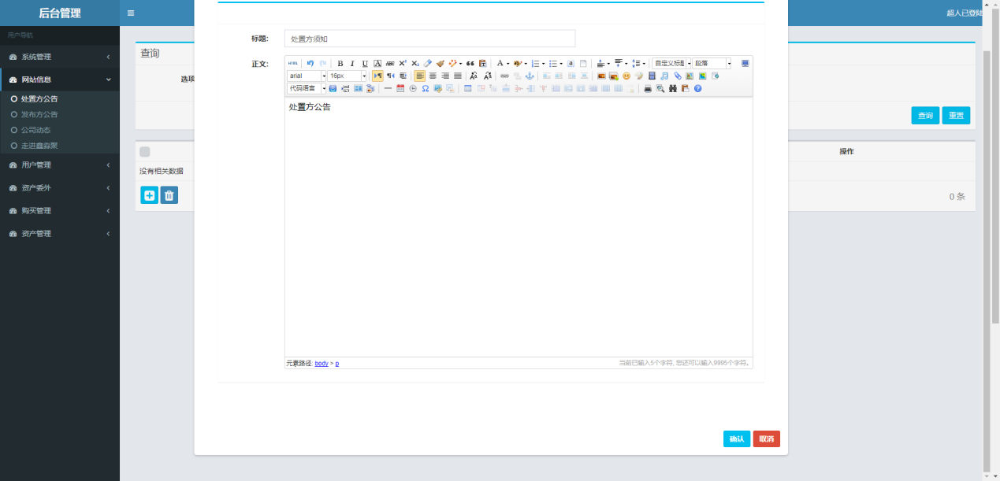 后台管理
超人已登陆
用户导航
系统管理
网站信息
处置方公告
发布方公告
公司动态
走进鑫淼聚
用户管理
资产委外
购买管理
资产管理
查询
选项
查询 重置
操作
没有相关数据
0 条
标题: 处置方须知
正文:
HTML B I U A ABC X² X₂ A a 自定义标题 段落
arial 16px
代码语言
处置方公告
元素路径: body > p
当前已输入5个字符, 您还可以输入9995个字符。
确认 取消